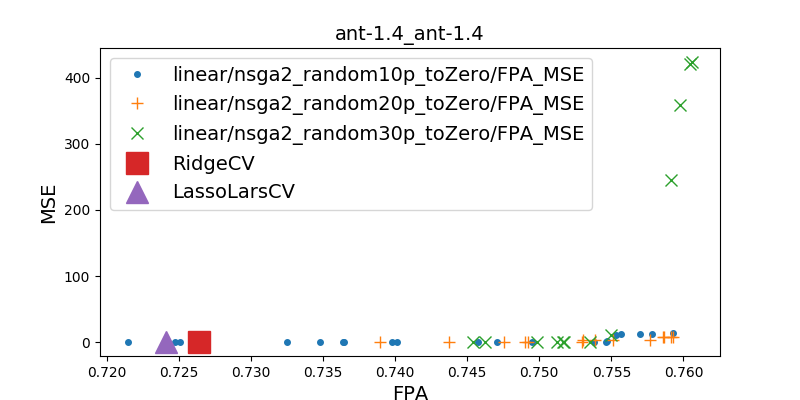 ant-1.4_ant-1.4
400
300
200
100
0
MSE
linear/nsga2_random10p_toZero/FPA_MSE
linear/nsga2_random20p_toZero/FPA_MSE
linear/nsga2_random30p_toZero/FPA_MSE
RidgeCV
LassoLarsCV
0.720 0.725 0.730 0.735 0.740 0.745 0.750 0.755 0.760
FPA